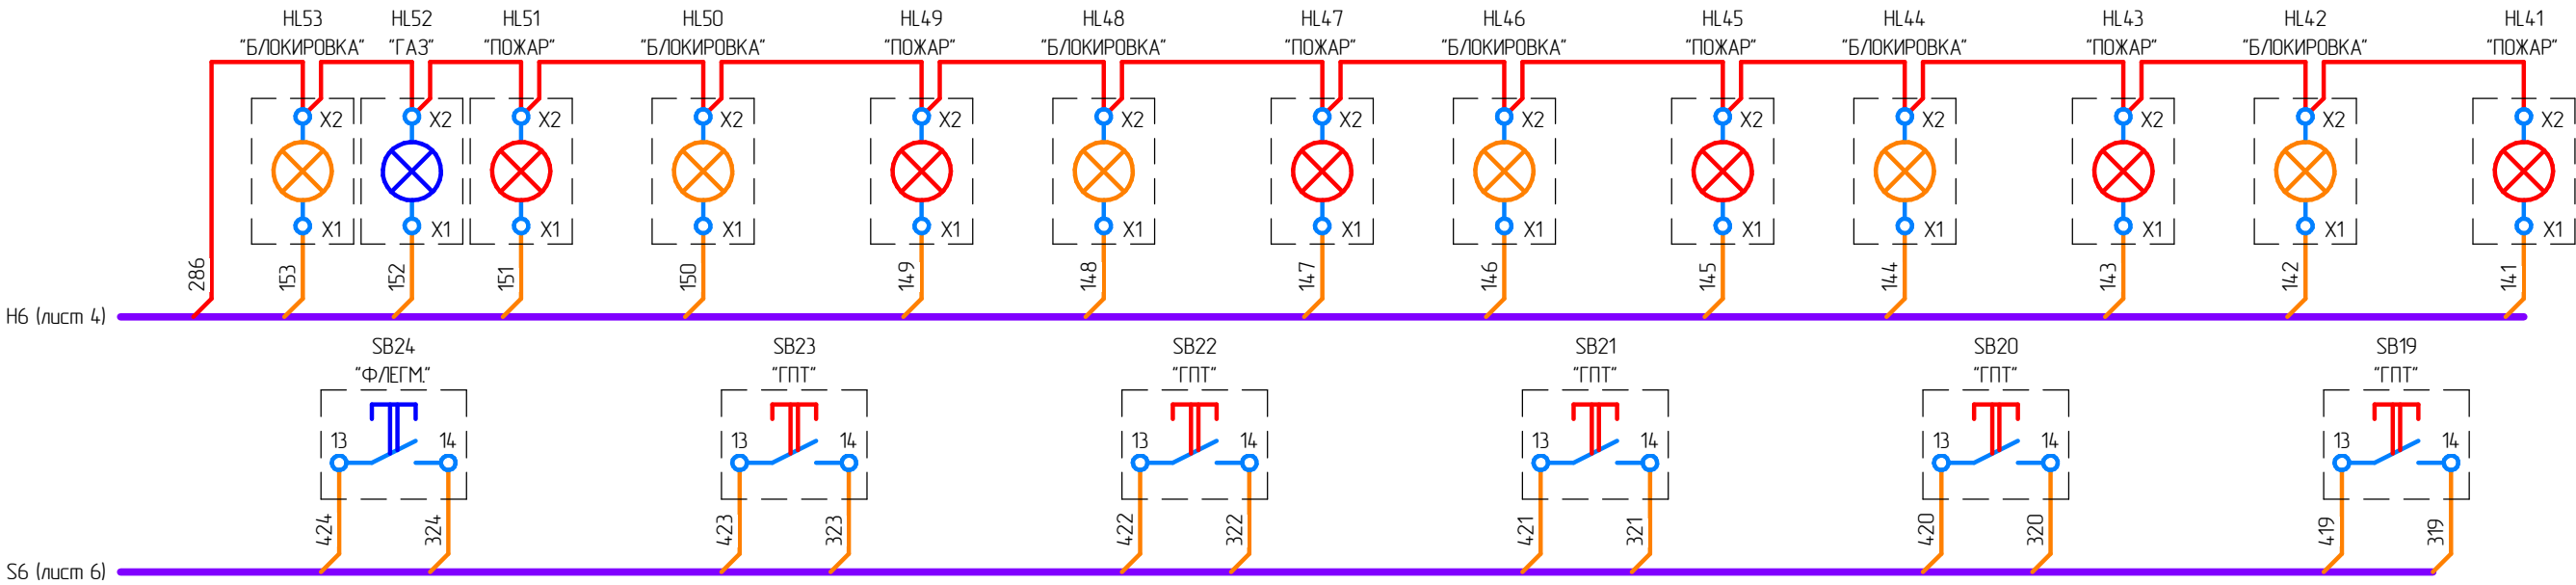 HL53 HL52 HL51 HL50 HL49 HL48 HL47 HL46 HL45 HL44 HL43 HL42 HL41
"БЛОКИРОВКА" "ГАЗ" "ПОЖАР" "БЛОКИРОВКА" "ПОЖАР" "БЛОКИРОВКА" "ПОЖАР" "БЛОКИРОВКА" "ПОЖАР" "БЛОКИРОВКА" "ПОЖАР" "БЛОКИРОВКА" "ПОЖАР"
X2 X2 X2 X2 X2 X2 X2 X2 X2 X2 X2 X2 X2
X1 X1 X1 X1 X1 X1 X1 X1 X1 X1 X1 X1 X1
286 153 152 151 150 149 148 147 146 145 144 143 142 141
H6 (лист 4)
SB24 SB23 SB22 SB21 SB20 SB19
"ФЛЕГМ." "ГПТ" "ГПТ" "ГПТ" "ГПТ" "ГПТ"
13 14 13 14 13 14 13 14 13 14 13 14
424 324 423 323 422 322 421 321 420 320 419 319
S6 (лист 6)